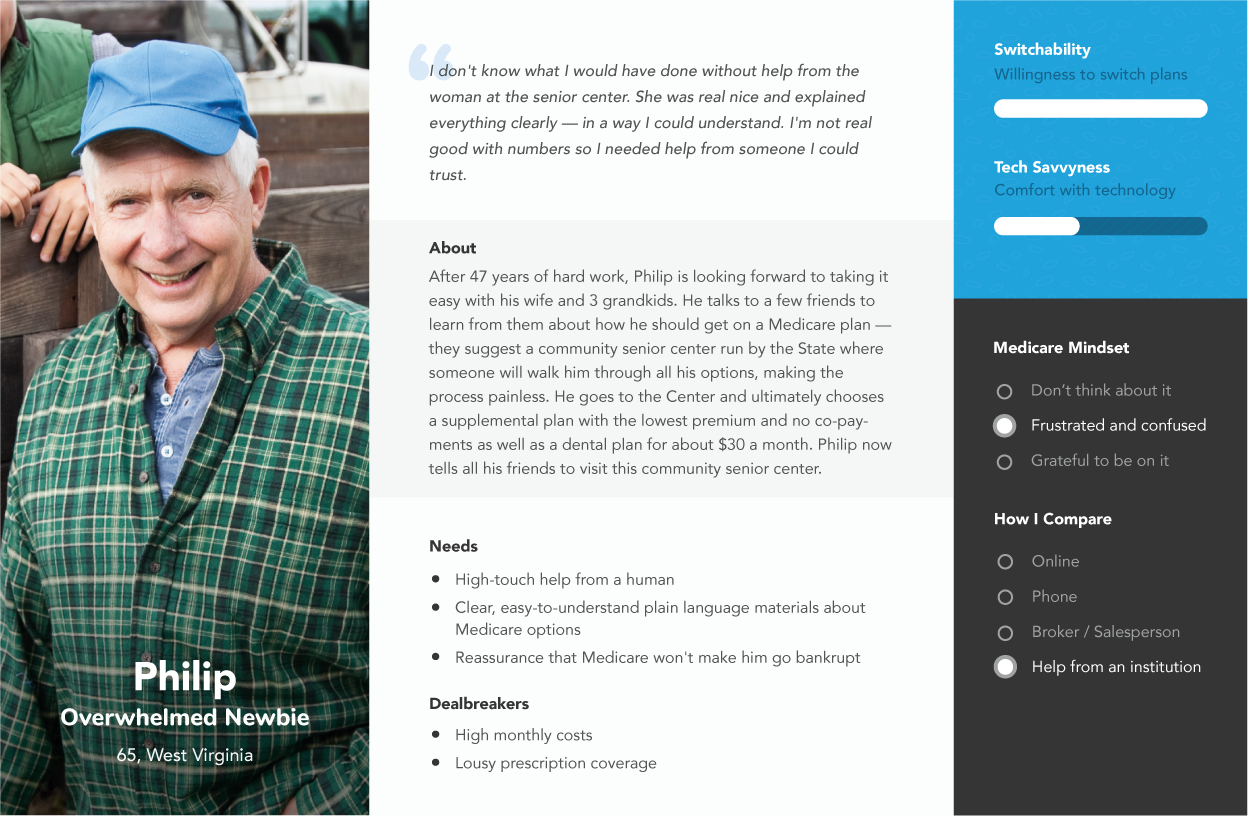 Philip
Overwhelmed Newbie
65, West Virginia
“I don't know what I would have done without help from the
woman at the senior center. She was real nice and explained
everything clearly — in a way I could understand. I'm not real
good with numbers so I needed help from someone I could
trust.
About
After 47 years of hard work, Philip is looking forward to taking it
easy with his wife and 3 grandkids. He talks to a few friends to
learn from them about how he should get on a Medicare plan —
they suggest a community senior center run by the State where
someone will walk him through all his options, making the
process painless. He goes to the Center and ultimately chooses
a supplemental plan with the lowest premium and no co-pay-
ments as well as a dental plan for about $30 a month. Philip now
tells all his friends to visit this community senior center.
Needs
• High-touch help from a human
• Clear, easy-to-understand plain language materials about
Medicare options
• Reassurance that Medicare won't make him go bankrupt
Dealbreakers
• High monthly costs
• Lousy prescription coverage
Switchability
Willingness to switch plans
Tech Savvyness
Comfort with technology
Medicare Mindset
Don’t think about it
Frustrated and confused
Grateful to be on it
How I Compare
Online
Phone
Broker / Salesperson
Help from an institution